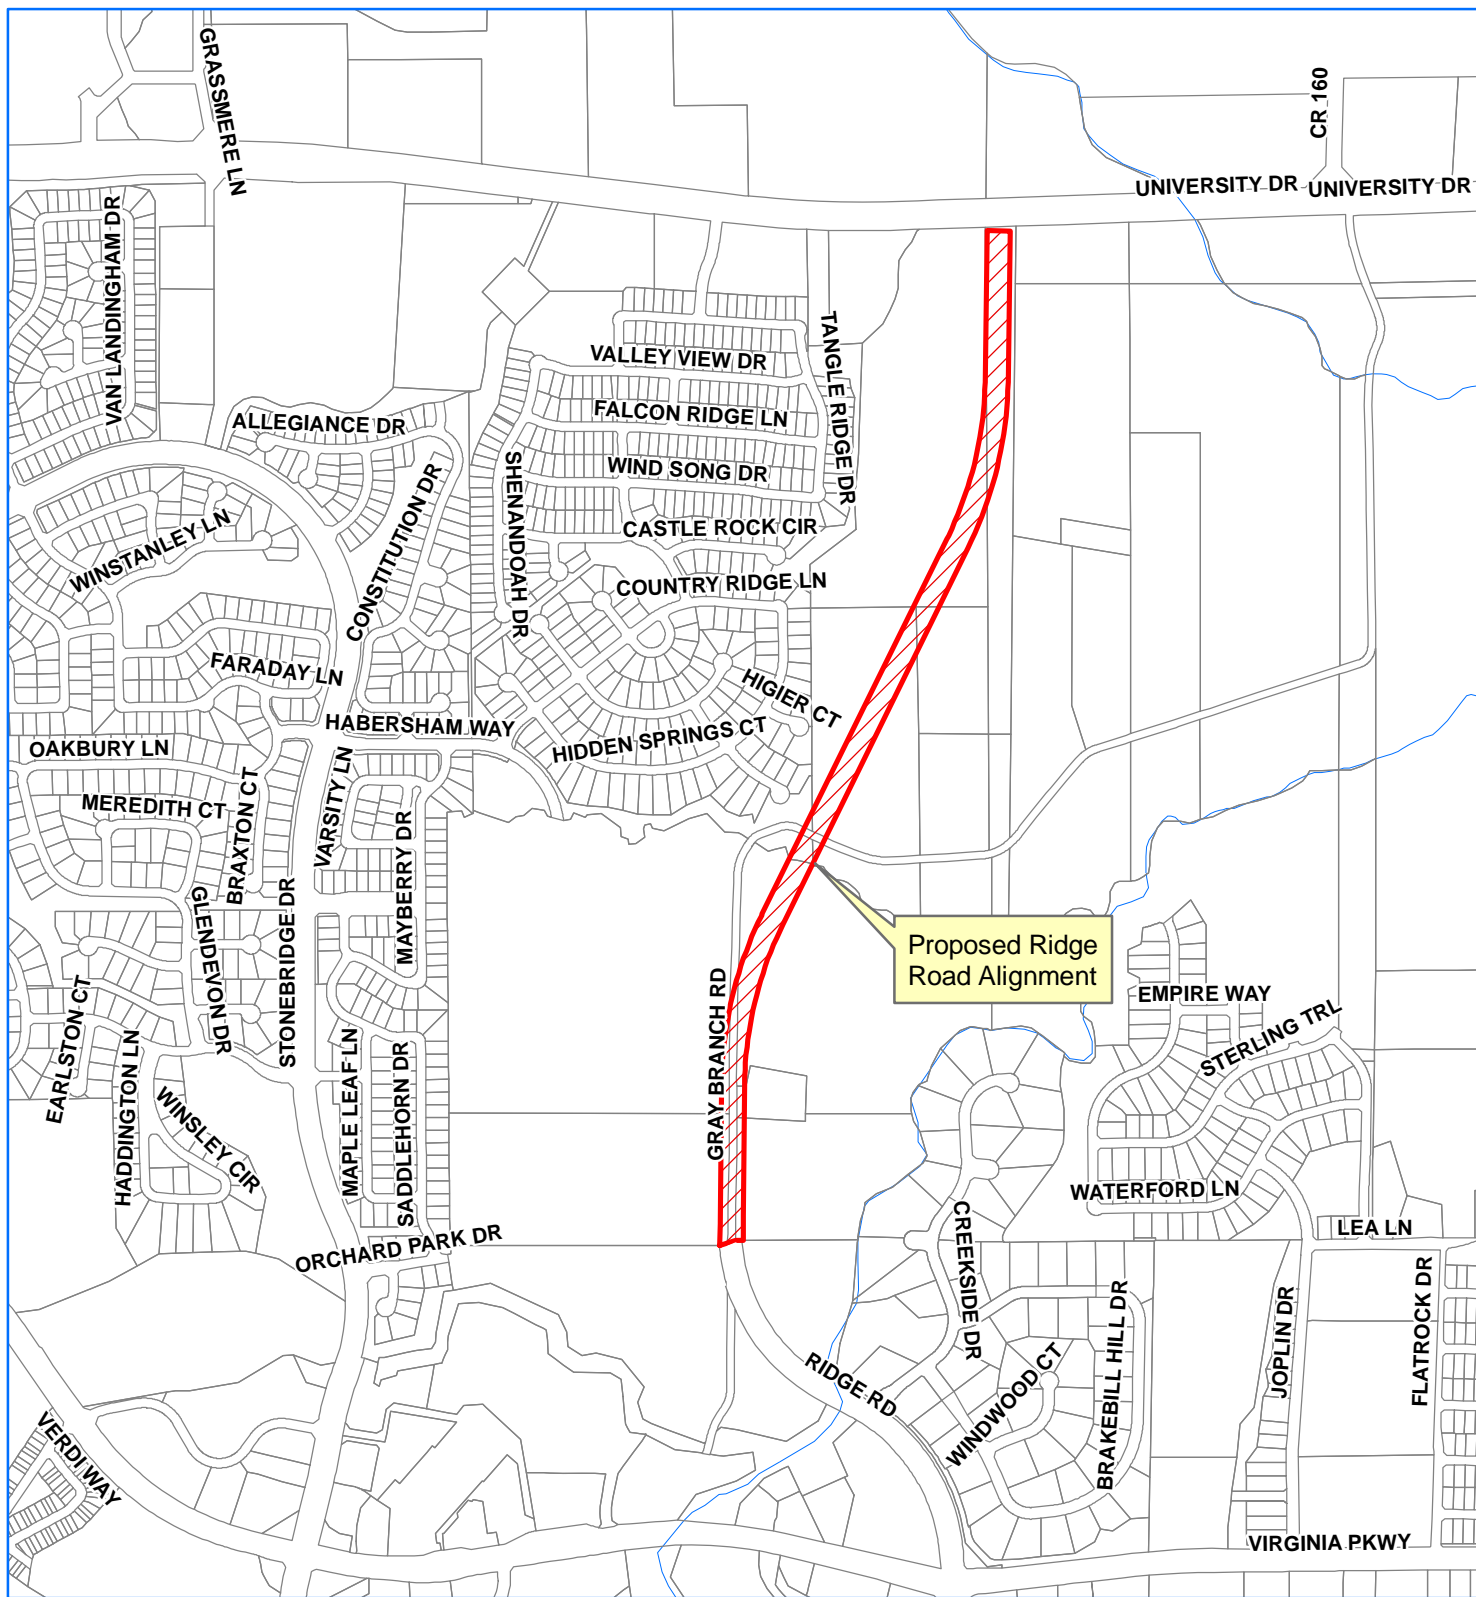 GRASSMERE LN
CR 160
UNIVERSITY DR
UNIVERSITY DR
VAN LANDINGHAM DR
TANGLE RIDGE DR
VALLEY VIEW DR
FALCON RIDGE LN
ALLEGIANCE DR
WIND SONG DR
SHENANDOAH DR
CONSTITUTION DR
CASTLE ROCK CIR
WINSTANLEY LN
COUNTRY RIDGE LN
FARADAY LN
HIGIER CT
HABERSHAM WAY
HIDDEN SPRINGS CT
OAKBURY LN
VARSITY LN
MEREDITH CT
BRAXTON CT
MAYBERRY DR
GLENDEVON DR
STONEBRIDGE DR
Proposed Ridge
Road Alignment
GRAY BRANCH RD
EMPIRE WAY
STERLING TRL
EARLSTON CT
HADDINGTON LN
WINSLEY CIR
MAPLE LEAF LN
SADDLEHORN DR
WATERFORD LN
LEA LN
ORCHARD PARK DR
CREEKSIDE DR
BRAKEBILL HILL DR
JOPLIN DR
FLATROCK DR
RIDGE RD
WINDWOOD CT
VERDI WAY
VIRGINIA PKWY